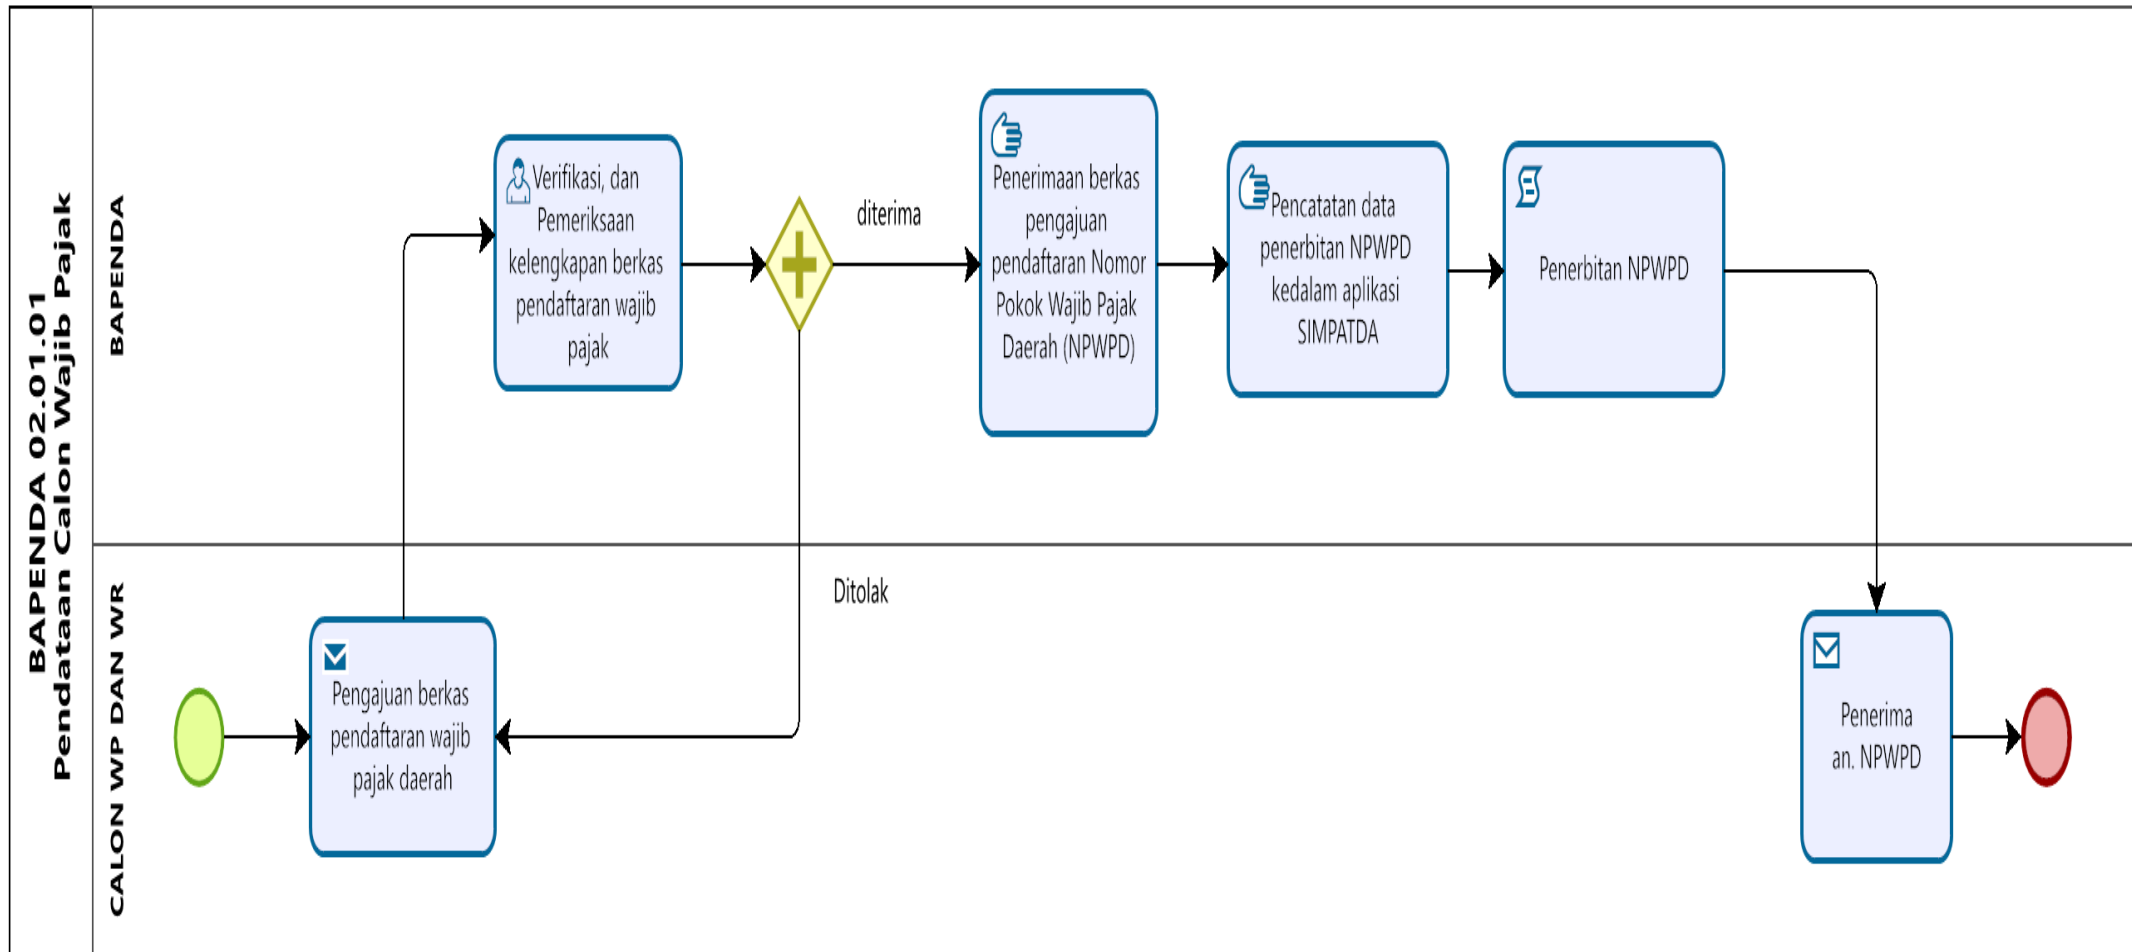 BAPENDA 02.01.01
Pendataan Calon Wajib Pajak
BAPENDA
Verifikasi, dan
Pemeriksaan
kelengkapan berkas
pendaftaran wajib
pajak
diterima
Penerimaan berkas
pengajuan
pendaftaran Nomor
Pokok Wajib Pajak
Daerah (NPWPD)
Pencatatan data
penerbitan NPWPD
kedalam aplikasi
SIMPATDA
Penerbitan NPWPD
CALON WP DAN WR
Pengajuan berkas
pendaftaran wajib
pajak daerah
Ditolak
Penerima
an. NPWPD